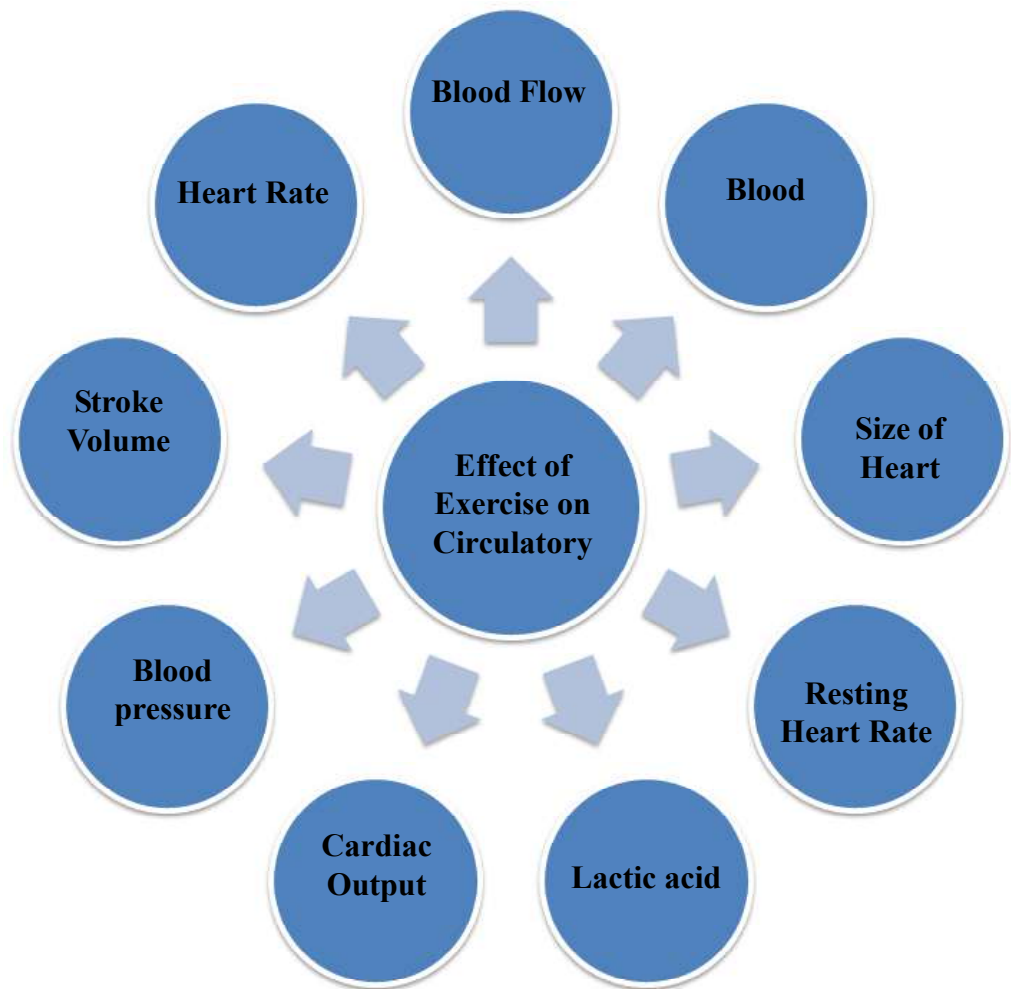 Blood Flow
Blood
Size of
Heart
Resting
Heart Rate
Lactic acid
Cardiac
Output
Blood
pressure
Stroke
Volume
Heart Rate
Effect of
Exercise on
Circulatory